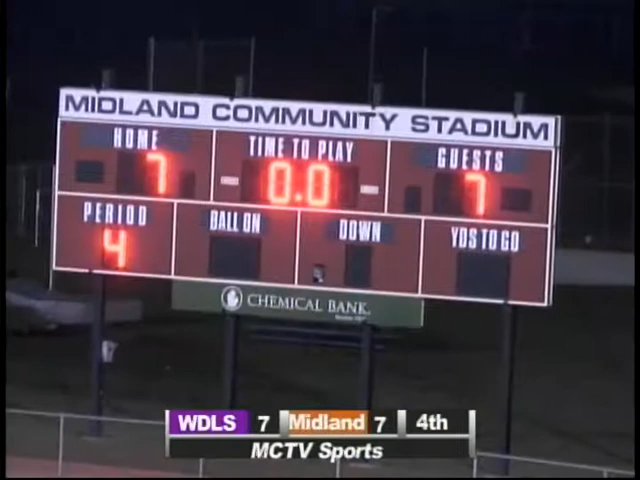 MIDLAND COMMUNITY STADIUM
HOME TIME TO PLAY GUESTS
7 0.0 7
PERIOD BALL ON DOWN YDS TO GO
4
CHEMICAL BANK
WDLS 7 Midland 7 4th
MCTV Sports